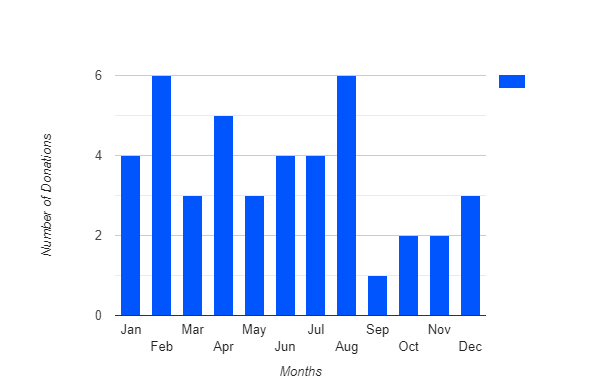 6
4
2
0
Number of Donations
Jan Mar May Jul Sep Nov
Feb Apr Jun Aug Oct Dec
Months